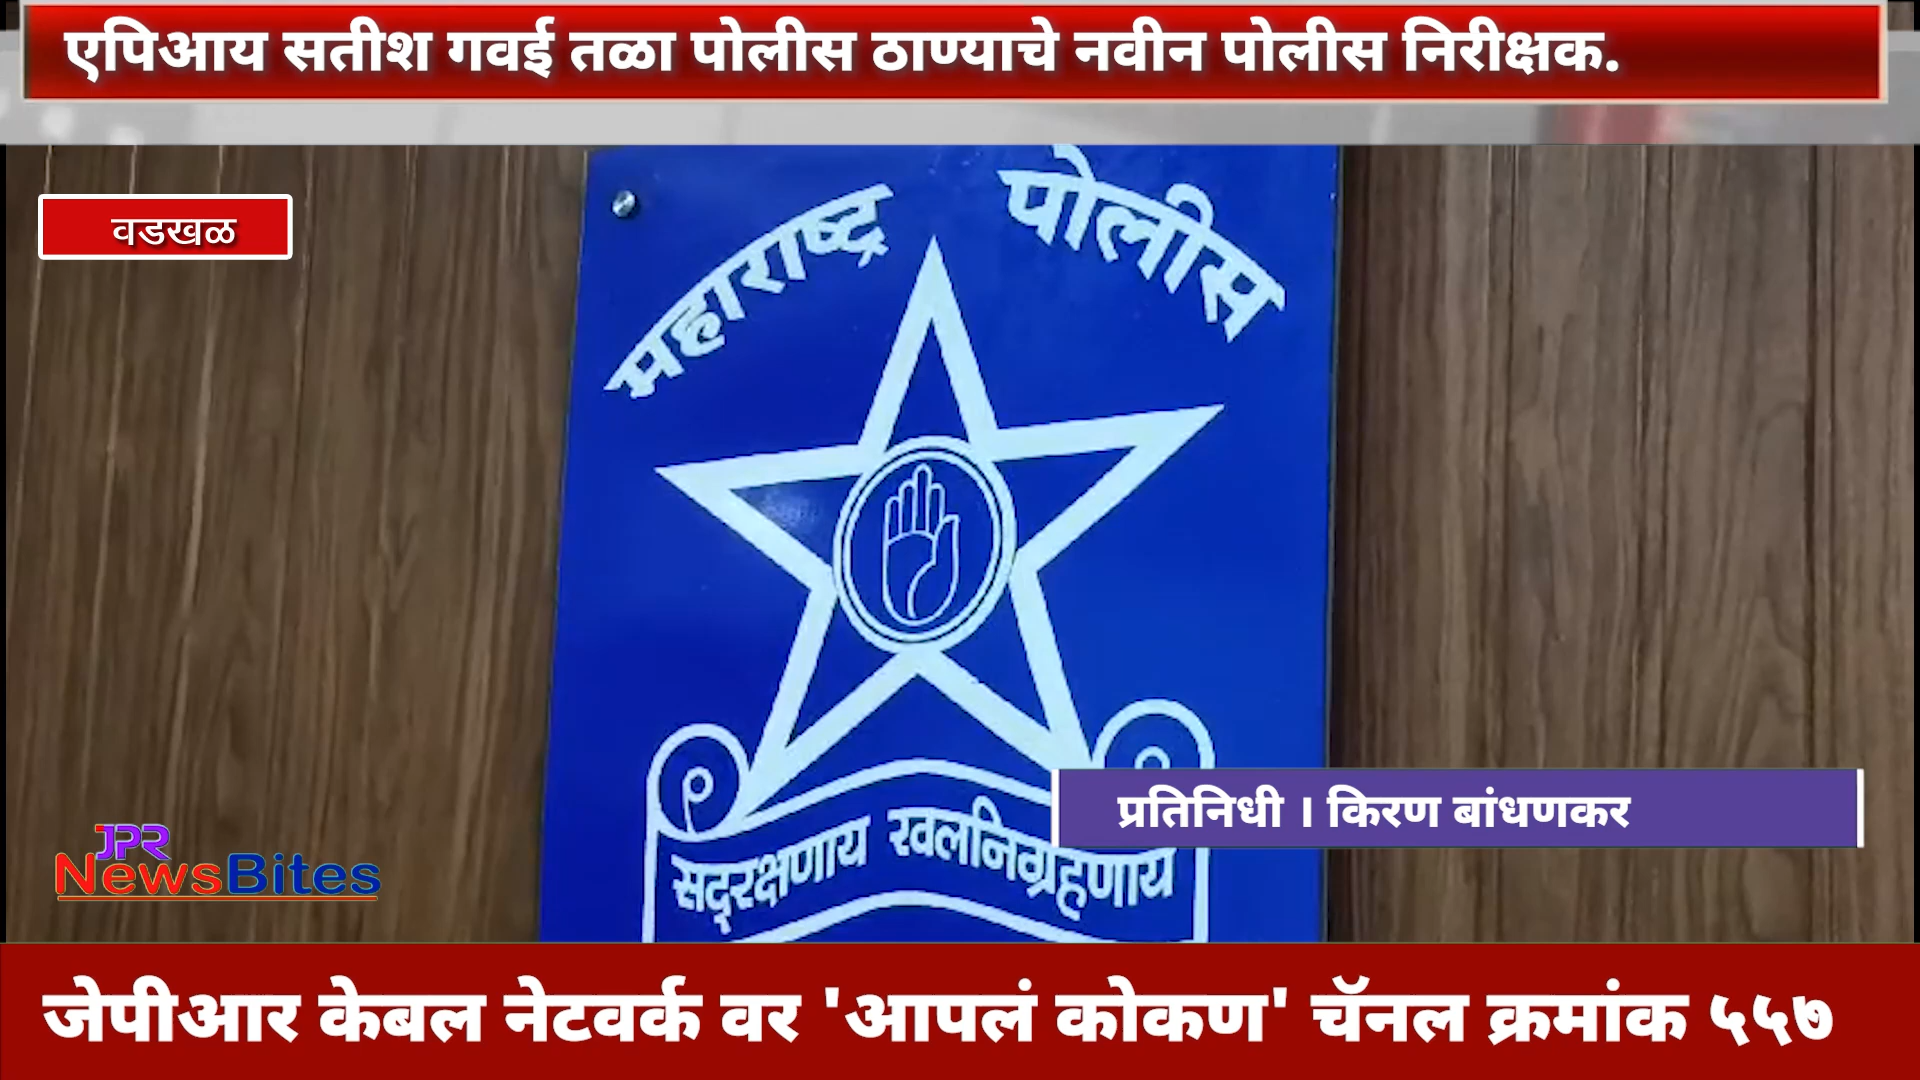 एपिआय सतीश गवई तळा पोलीस ठाण्याचे नवीन पोलीस निरीक्षक.
वडखळ
महाराष्ट्र पोलीस
प्रतिनिधी । किरण बांधणकर
JPR
NewsBites
सद्रक्षणाय खलनिग्रहणाय
जेपीआर केबल नेटवर्क वर 'आपलं कोकण' चॅनल क्रमांक ५५७